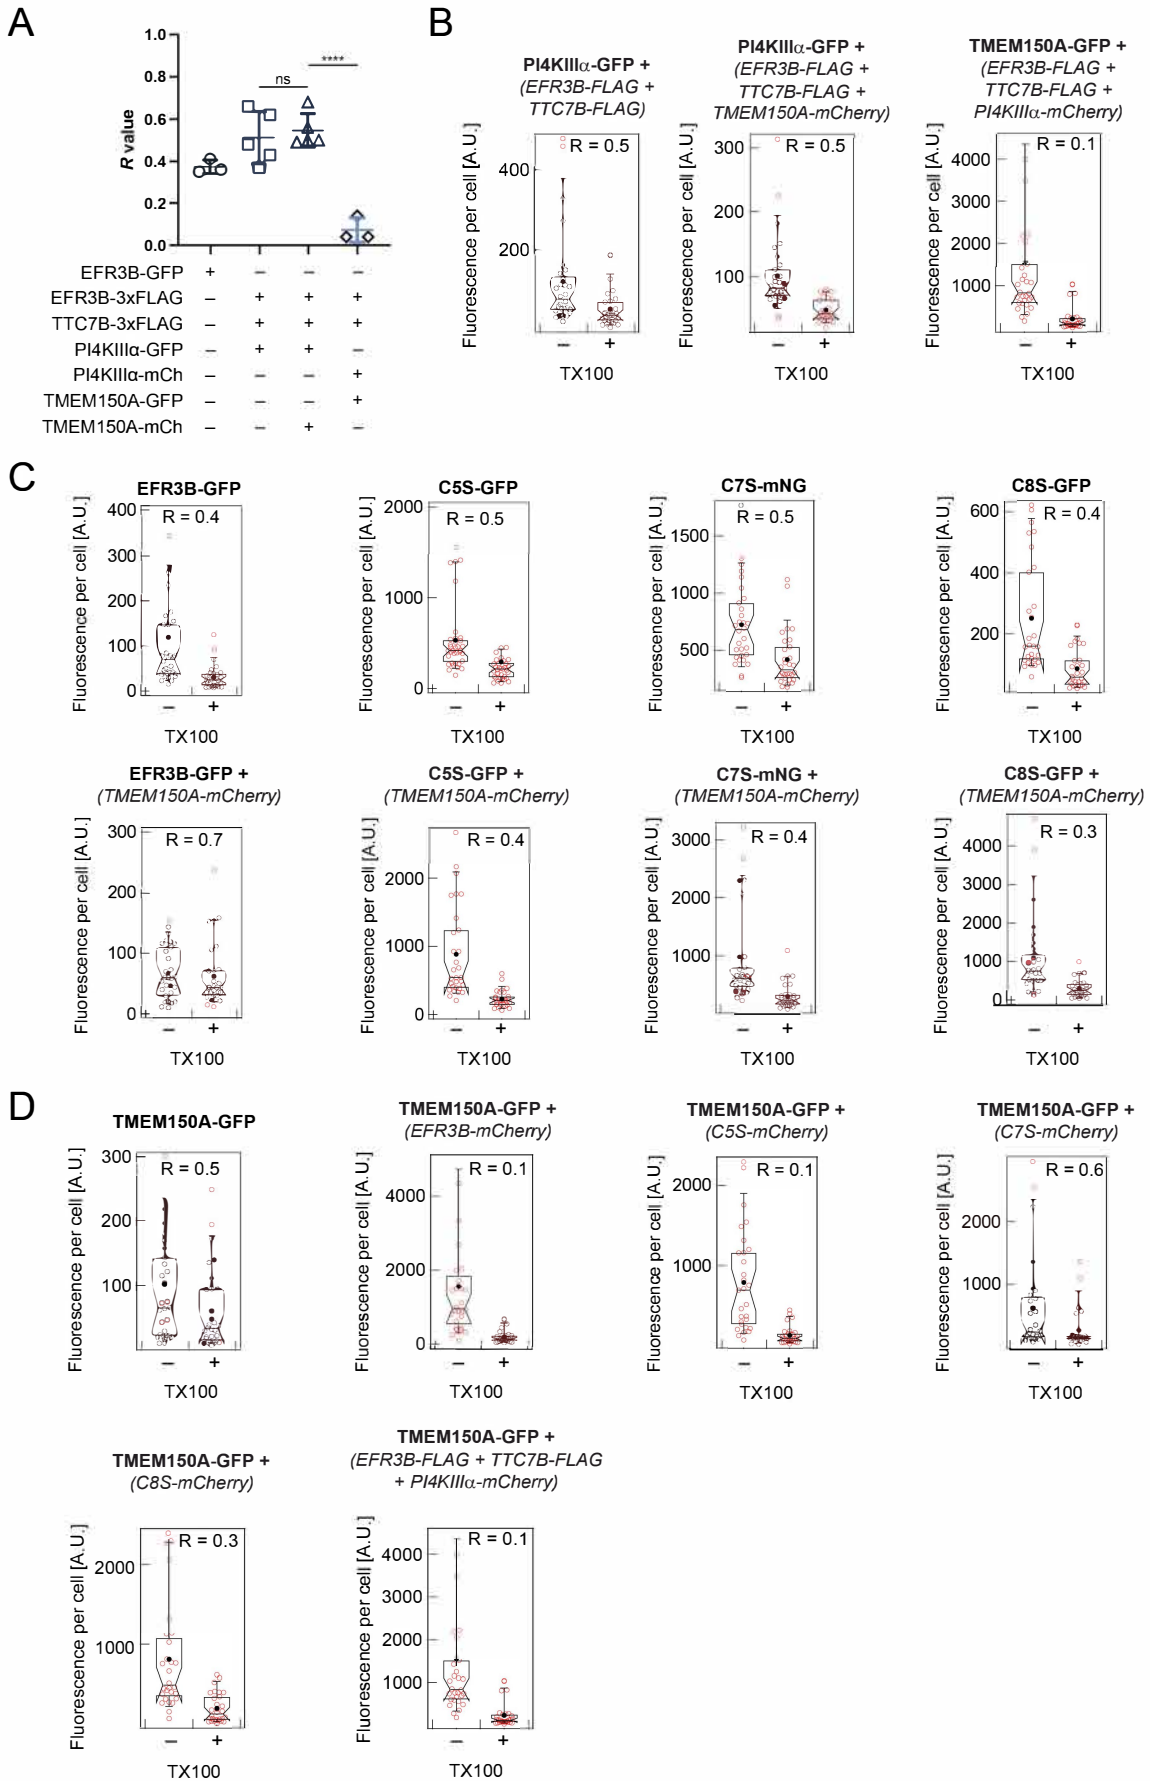 A
1.0
0.8
0.6
0.4
0.2
0.0
R value
ns
****
EFR3B-GFP + – – –
EFR3B-3xFLAG – + + +
TTC7B-3xFLAG – + + +
PI4KIIIα-GFP – + + –
PI4KIIIα-mCh – – – +
TMEM150A-GFP – – – +
TMEM150A-mCh – – + –
B
PI4KIIIα-GFP +
(EFR3B-FLAG +
TTC7B-FLAG)
Fluorescence per cell [A.U.]
R = 0.5
400
200
– +
TX100
PI4KIIIα-GFP +
(EFR3B-FLAG +
TTC7B-FLAG +
TMEM150A-mCherry)
Fluorescence per cell [A.U.]
R = 0.5
300
200
100
– +
TX100
TMEM150A-GFP +
(EFR3B-FLAG +
TTC7B-FLAG +
PI4KIIIα-mCherry)
Fluorescence per cell [A.U.]
R = 0.1
4000
3000
2000
1000
– +
TX100
C
EFR3B-GFP
Fluorescence per cell [A.U.]
R = 0.4
400
300
200
100
0
– +
TX100
C5S-GFP
Fluorescence per cell [A.U.]
R = 0.5
2000
1000
0
– +
TX100
C7S-mNG
Fluorescence per cell [A.U.]
R = 0.5
1500
1000
500
– +
TX100
C8S-GFP
Fluorescence per cell [A.U.]
R = 0.4
600
400
200
– +
TX100
EFR3B-GFP +
(TMEM150A-mCherry)
Fluorescence per cell [A.U.]
R = 0.7
300
200
100
0
– +
TX100
C5S-GFP +
(TMEM150A-mCherry)
Fluorescence per cell [A.U.]
R = 0.4
2000
1000
0
– +
TX100
C7S-mNG +
(TMEM150A-mCherry)
Fluorescence per cell [A.U.]
R = 0.4
3000
2000
1000
– +
TX100
C8S-GFP +
(TMEM150A-mCherry)
Fluorescence per cell [A.U.]
R = 0.3
4000
3000
2000
1000
0
– +
TX100
D
TMEM150A-GFP
Fluorescence per cell [A.U.]
R = 0.5
300
200
100
– +
TX100
TMEM150A-GFP +
(EFR3B-mCherry)
Fluorescence per cell [A.U.]
R = 0.1
4000
2000
0
– +
TX100
TMEM150A-GFP +
(C5S-mCherry)
Fluorescence per cell [A.U.]
R = 0.1
2000
1000
– +
TX100
TMEM150A-GFP +
(C7S-mCherry)
Fluorescence per cell [A.U.]
R = 0.6
2000
1000
– +
TX100
TMEM150A-GFP +
(C8S-mCherry)
Fluorescence per cell [A.U.]
R = 0.3
2000
1000
– +
TX100
TMEM150A-GFP +
(EFR3B-FLAG + TTC7B-FLAG
+ PI4KIIIα-mCherry)
Fluorescence per cell [A.U.]
R = 0.1
4000
3000
2000
1000
– +
TX100